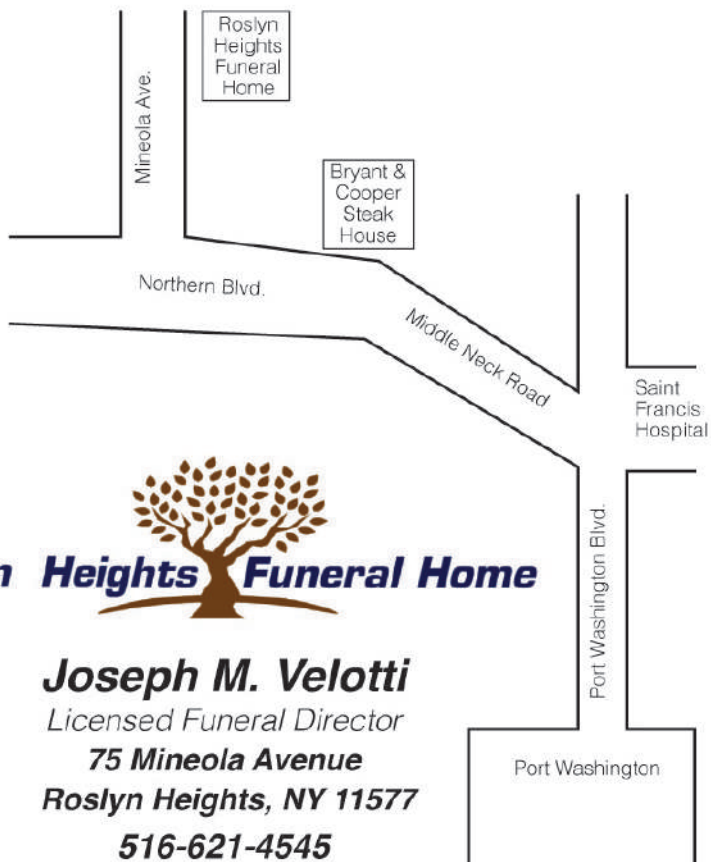 Roslyn
Heights
Funeral
Home
Mineola Ave.
Bryant &
Cooper
Steak
House
Northern Blvd.
Middle Neck Road
Saint
Francis
Hospital
Heights Funeral Home
Port Washington Blvd.
Joseph M. Velotti
Licensed Funeral Director
75 Mineola Avenue
Roslyn Heights, NY 11577
516-621-4545
Port Washington